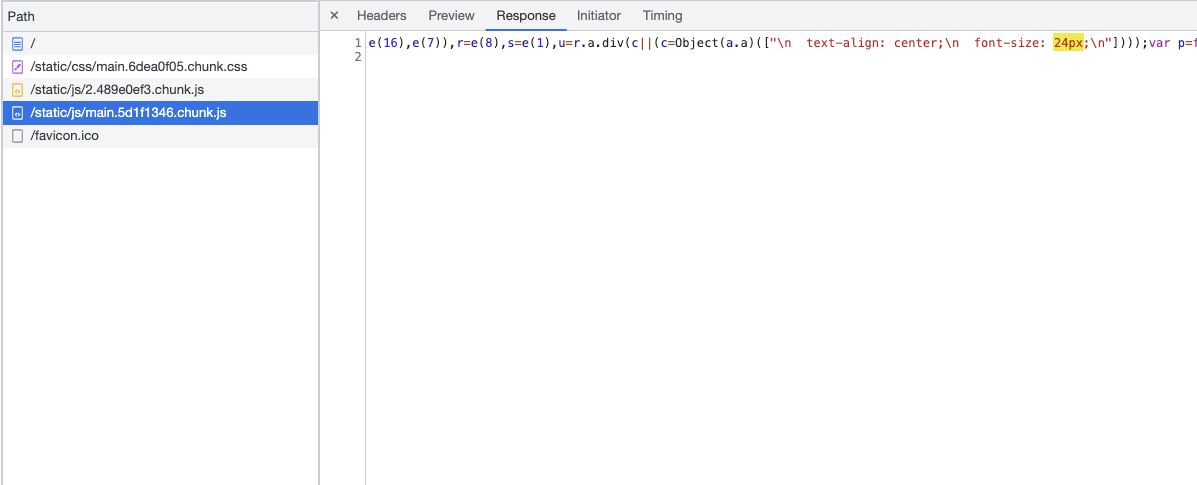 Path
/
/static/css/main.6dea0f05.chunk.css
/static/js/2.489e0ef3.chunk.js
/static/js/main.5d1f1346.chunk.js
/favicon.ico
× Headers Preview Response Initiator Timing
1 e(16),e(7)),r=e(8),s=e(1),u=r.a.div(c||(c=Object(a.a)(["\n  text-align: center;\n  font-size: 24px;\n"])));var p=f
2